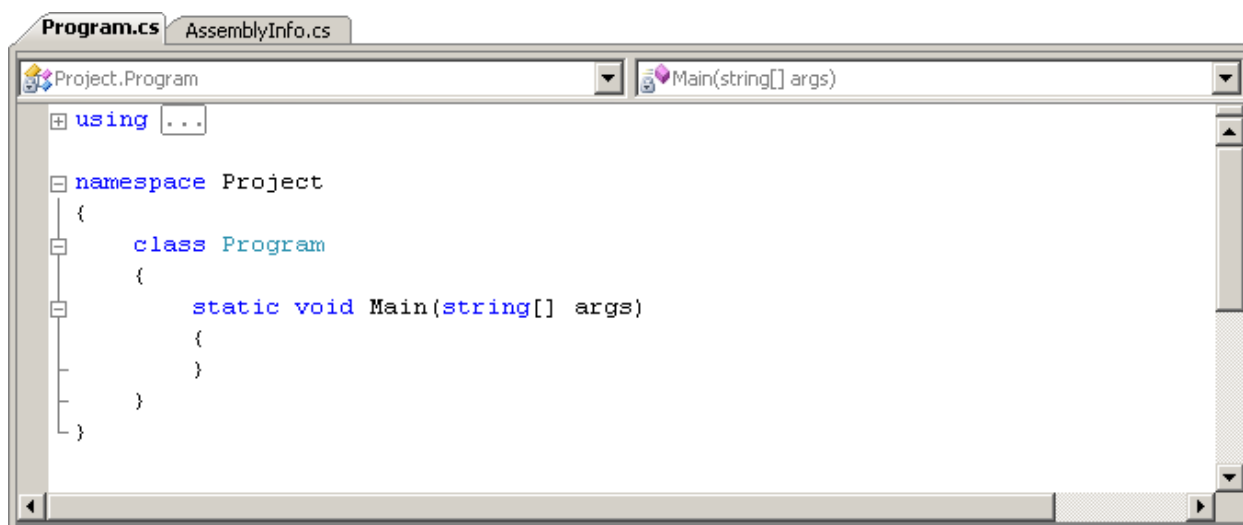 Program.cs AssemblyInfo.cs
Project.Program Main(string[] args)
using ...
namespace Project
{
class Program
{
static void Main(string[] args)
{
}
}
}